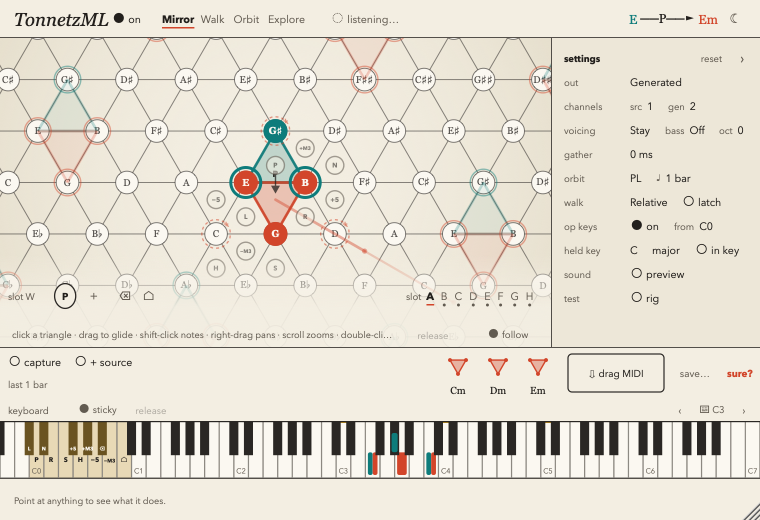 TonnetzML on Mirror Walk Orbit Explore listening... E P Em
C♯ G♯ D♯ A♯ E♯ B♯ F♯♯ C♯♯ G♯♯ D♯♯
E B F♯ C♯ G♯ D♯ A♯ E♯ B♯
+M3
P N
C G D A E B F♯ C♯ G♯ D♯
−5 +5
L R
E♭ B♭ F C G D A E B
−M3
H S
C♭ A♭ D♭ B♭ F C G D
slot W P + slot A B C D E F G H
click a triangle · drag to glide · shift-click notes · right-drag pans · scroll zooms · double-cli... release follow
settings reset ›
out Generated
channels src 1 gen 2
voicing Stay bass Off oct 0
gather 0 ms
orbit PL ♩ 1 bar
walk Relative latch
op keys on from C0
held key C major in key
sound preview
test rig
capture + source
last 1 bar
Cm Dm Em
⇩ drag MIDI save... sure?
keyboard sticky release ‹ C3 ›
L N +5 +M3
P R S H −5 −M3
C0 C1 C2 C3 C4 C5 C6 C7
Point at anything to see what it does.